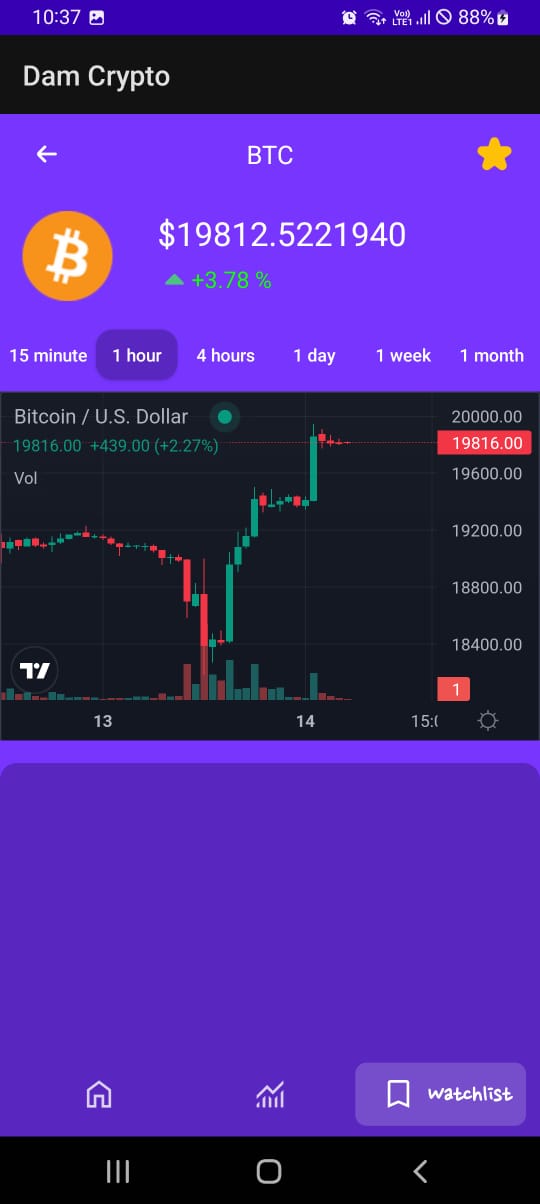 10:37 Vo) LTE1 88%
Dam Crypto
BTC
$19812.5221940
+3.78 %
15 minute 1 hour 4 hours 1 day 1 week 1 month
Bitcoin / U.S. Dollar 20000.00
19816.00 +439.00 (+2.27%) 19816.00
Vol 19600.00
19200.00
18800.00
18400.00
1
13 14 15:0
watchlist